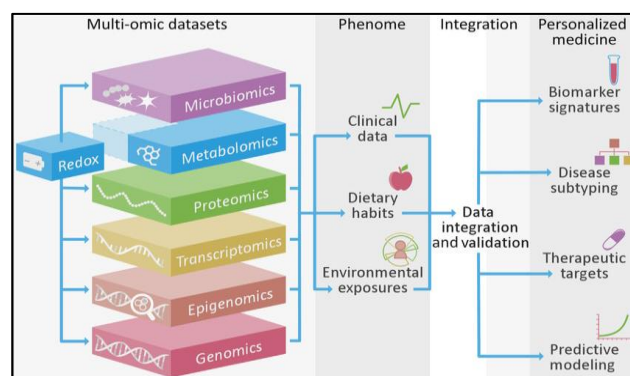 Multi-omic datasets
Phenome
Integration
Personalized
medicine
Redox
Microbiomics
Metabolomics
Proteomics
Transcriptomics
Epigenomics
Genomics
Clinical
data
Dietary
habits
Environmental
exposures
Data
integration
and validation
Biomarker
signatures
Disease
subtyping
Therapeutic
targets
Predictive
modeling